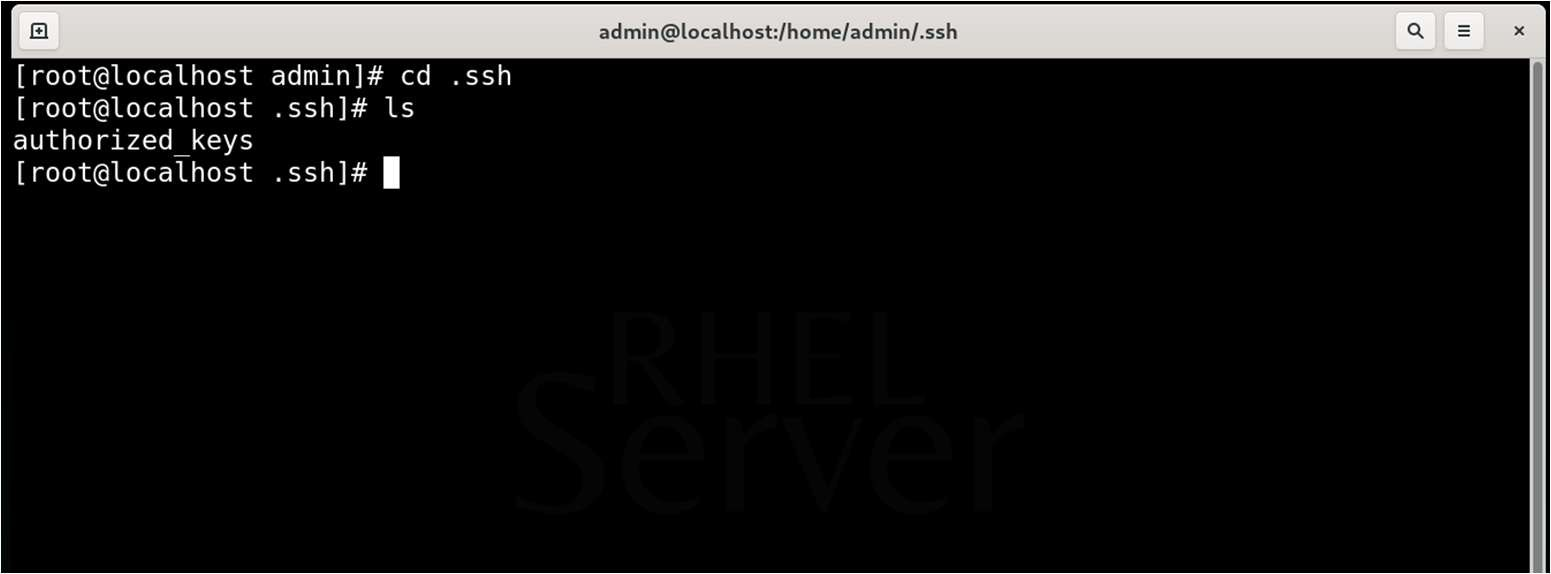 admin@localhost:/home/admin/.ssh
[root@localhost admin]# cd .ssh
[root@localhost .ssh]# ls
authorized_keys
[root@localhost .ssh]#
RHEL
Server